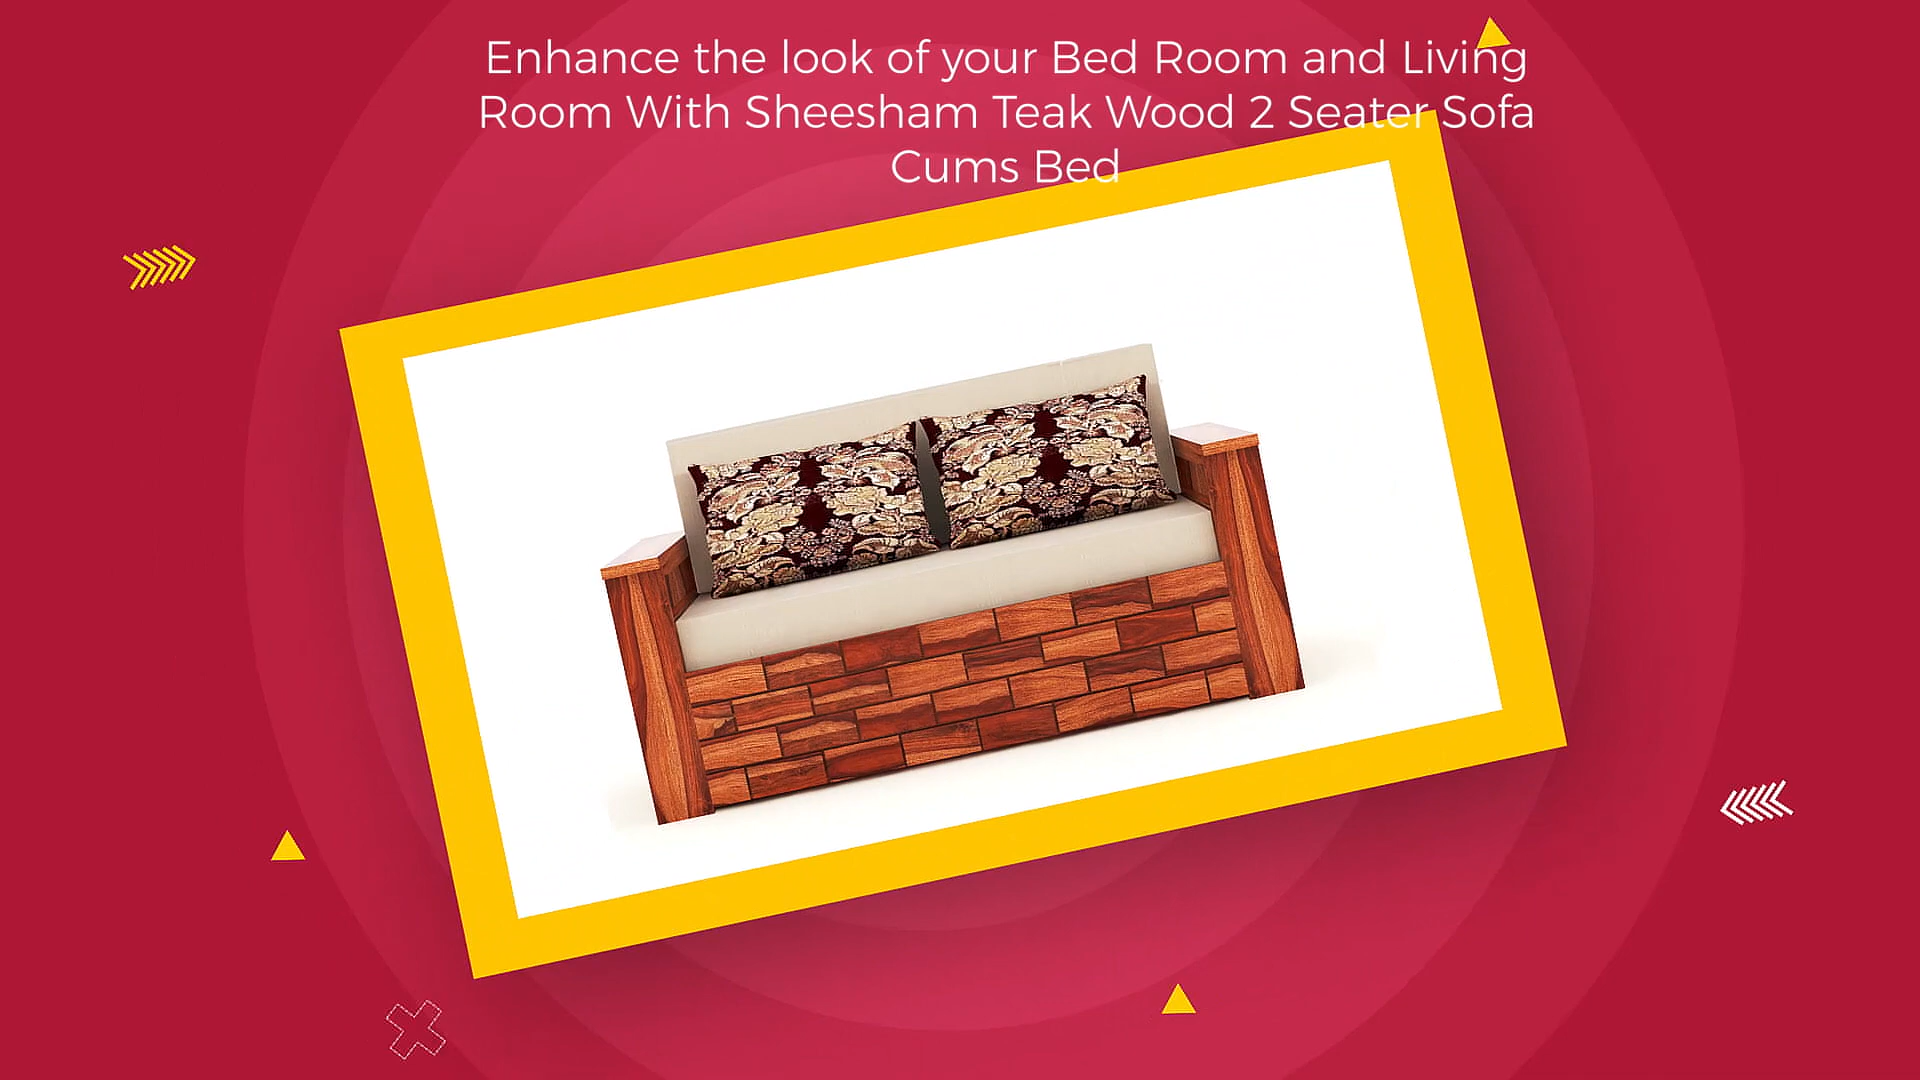 Enhance the look of your Bed Room and Living
Room With Sheesham Teak Wood 2 Seater Sofa
Cums Bed